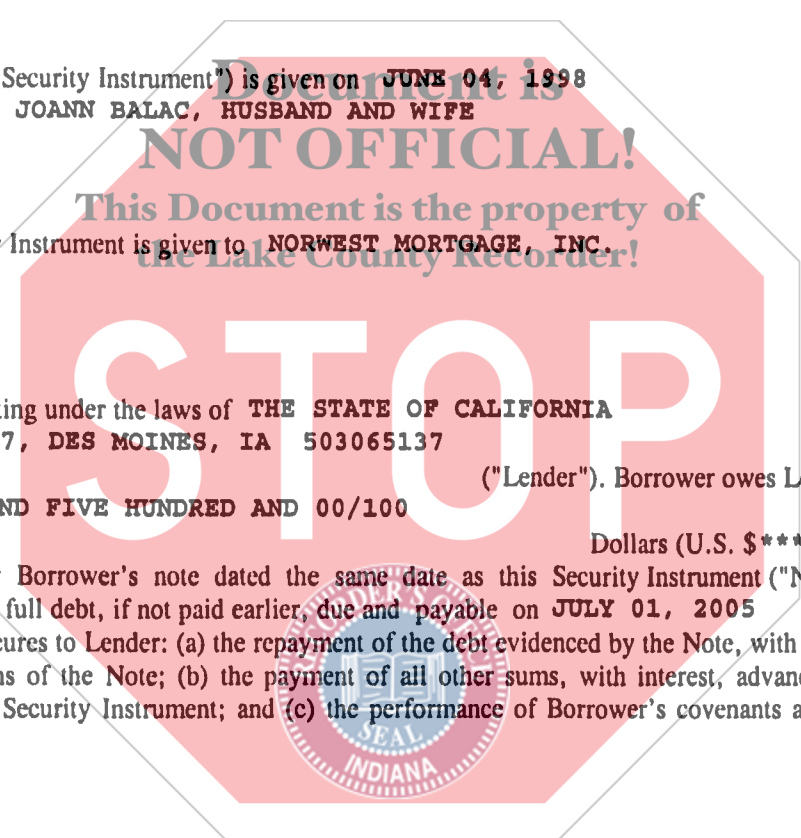 Security Instrument") is given on JUNE 04, 1998
Document is
JOANN BALAC, HUSBAND AND WIFE
NOT OFFICIAL!
This Document is the property of
Instrument is given to NORWEST MORTGAGE, INC.
the Lake County Recorder!
STOP
ing under the laws of THE STATE OF CALIFORNIA
7, DES MOINES, IA 503065137
("Lender"). Borrower owes L
ND FIVE HUNDRED AND 00/100
Dollars (U.S. $***
Borrower's note dated the same date as this Security Instrument ("N
full debt, if not paid earlier, due and payable on JULY 01, 2005
ures to Lender: (a) the repayment of the debt evidenced by the Note, with
s of the Note; (b) the payment of all other sums, with interest, advan
Security Instrument; and (c) the performance of Borrower's covenants a
RECORDER'S OFFICE
SEAL
INDIANA